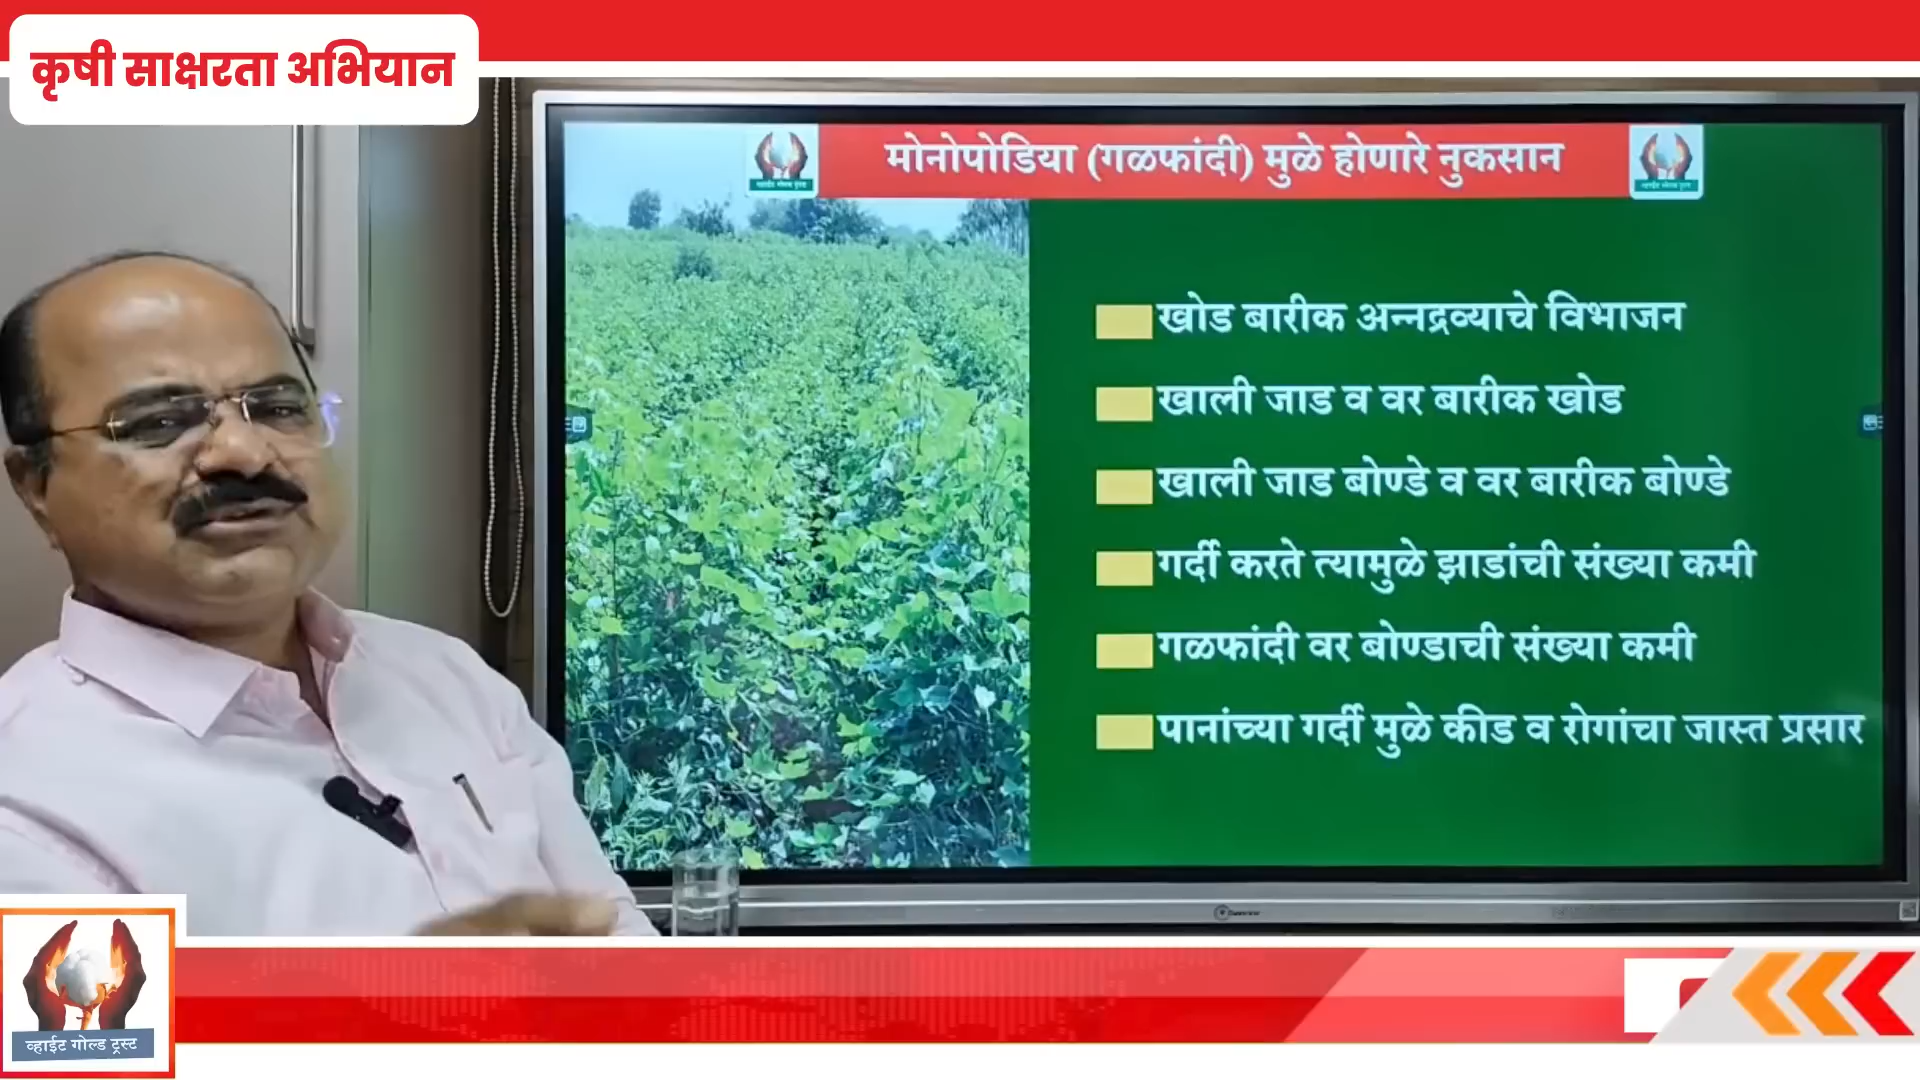 कृषी साक्षरता अभियान
मोनोपोडिया (गळफांदी) मुळे होणारे नुकसान
खोड बारीक अन्नद्रव्याचे विभाजन
खाली जाड व वर बारीक खोड
खाली जाड बोण्डे व वर बारीक बोण्डे
गर्दी करते त्यामुळे झाडांची संख्या कमी
गळफांदी वर बोण्डाची संख्या कमी
पानांच्या गर्दी मुळे कीड व रोगांचा जास्त प्रसार
व्हाईट गोल्ड ट्रस्ट